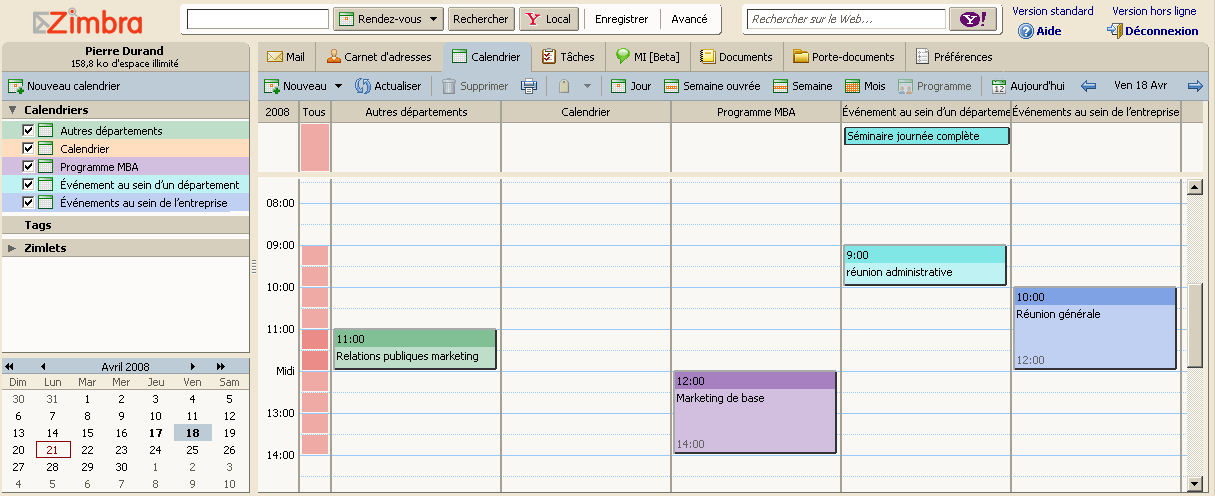 Zimbra
Rendez-vous
Rechercher
Local
Enregistrer
Avancé
Rechercher sur le Web...
Y!
Version standard
Version hors ligne
Aide
Déconnexion
Pierre Durand
158,8 ko d'espace illimité
Mail
Carnet d'adresses
Calendrier
Tâches
MI [Beta]
Documents
Porte-documents
Préférences
Nouveau calendrier
Nouveau
Actualiser
Supprimer
Jour
Semaine ouvrée
Semaine
Mois
Programme
12 Aujourd'hui
Ven 18 Avr
Calendriers
Autres départements
Calendrier
Programme MBA
Événement au sein d'un département
Événements au sein de l'entreprise
Tags
Zimlets
2008 Tous Autres départements Calendrier Programme MBA Événement au sein d'un départeme Événements au sein de l'entreprise
Séminaire journée complète
08:00
09:00
10:00
11:00
Midi
13:00
14:00
11:00
Relations publiques marketing
12:00
Marketing de base
14:00
9:00
réunion administrative
10:00
Réunion générale
12:00
Avril 2008
Dim Lun Mar Mer Jeu Ven Sam
30 31 1 2 3 4 5
6 7 8 9 10 11 12
13 14 15 16 17 18 19
20 21 22 23 24 25 26
27 28 29 30 1 2 3
4 5 6 7 8 9 10